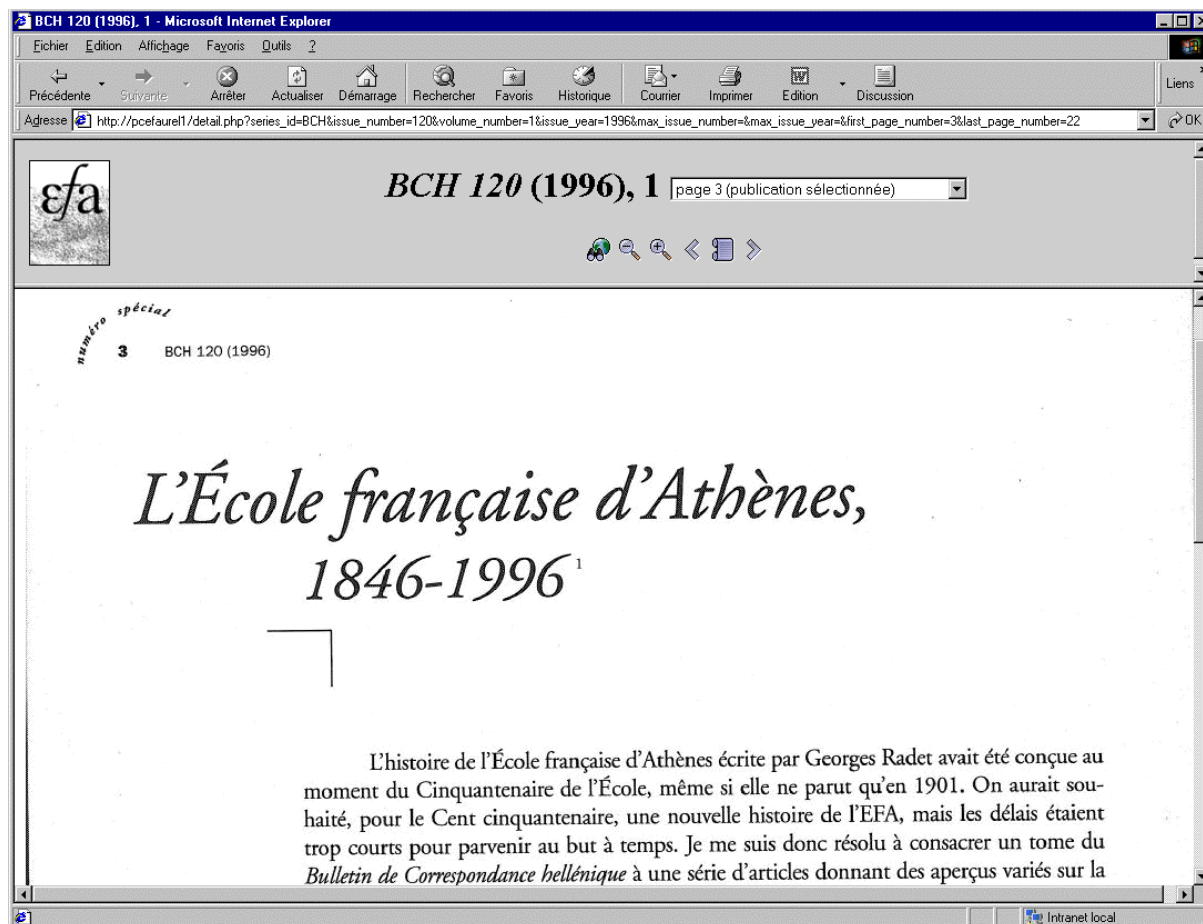 BCH 120 (1996), 1 - Microsoft Internet Explorer
Fichier Edition Affichage Favoris Outils ?
Précédente Suivante Arrêter Actualiser Démarrage Rechercher Favoris Historique Courrier Imprimer Edition Discussion Liens
Adresse http://pcefaurel1/detail.php?series_id=BCH&issue_number=120&volume_number=1&issue_year=1996&max_issue_number=&max_issue_year=&first_page_number=3&last_page_number=22 OK
εfa
BCH 120 (1996), 1 page 3 (publication sélectionnée)
numéro spécial
3 BCH 120 (1996)
L'École française d'Athènes,
1846-1996 1
L'histoire de l'École française d'Athènes écrite par Georges Radet avait été conçue au
moment du Cinquantenaire de l'École, même si elle ne parut qu'en 1901. On aurait sou-
haité, pour le Cent cinquantenaire, une nouvelle histoire de l'EFA, mais les délais étaient
trop courts pour parvenir au but à temps. Je me suis donc résolu à consacrer un tome du
Bulletin de Correspondance hellénique à une série d'articles donnant des aperçus variés sur la
Intranet local